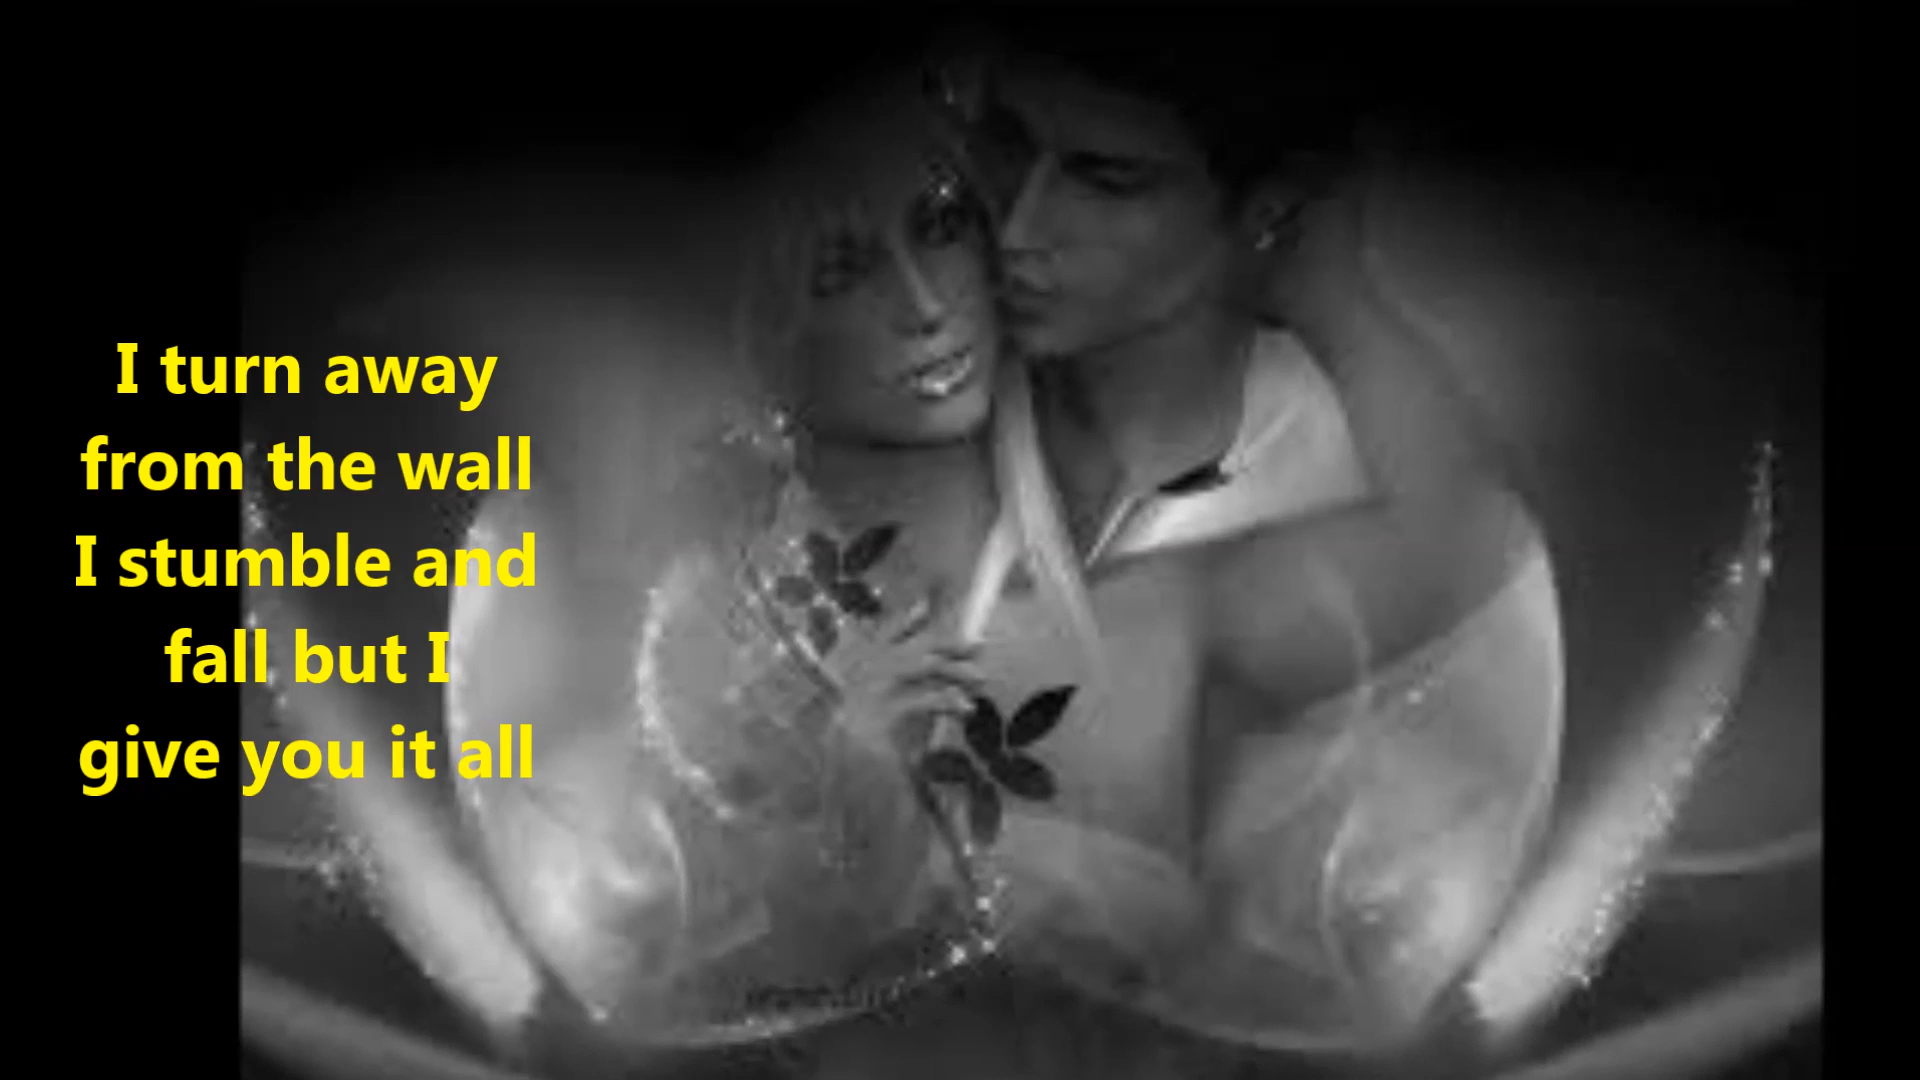 I turn away
from the wall
I stumble and
fall but I
give you it all